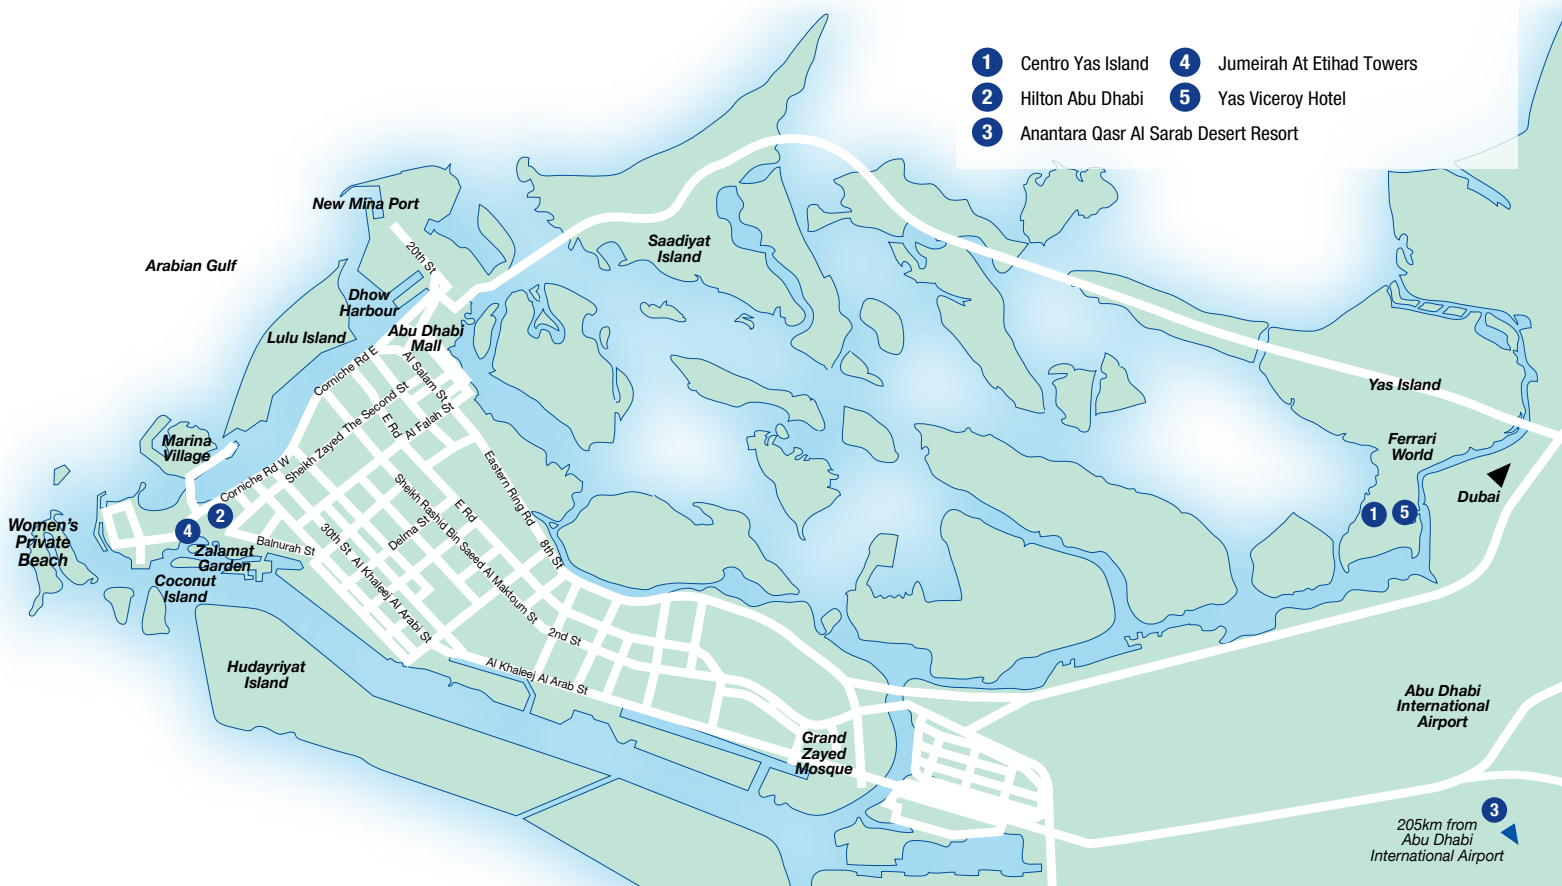 1 Centro Yas Island
4 Jumeirah At Etihad Towers
2 Hilton Abu Dhabi
5 Yas Viceroy Hotel
3 Anantara Qasr Al Sarab Desert Resort
New Mina Port
20th St
Saadiyat
Island
Arabian Gulf
Dhow
Harbour
Lulu Island
Abu Dhabi
Mall
Corniche Rd E
Al Salam St
Sheikh Zayed The Second St
E Rd
Al Falah St
Yas Island
Marina
Village
Ferrari
World
Corniche Rd W
Eastern Ring Rd
Dubai
1
5
2
4
Women's
Private
Beach
Sheikh Rashid Bin Saeed Al Maktoum St
E Rd
Delma St
30th St
8th St
Balnurah St
Zalamat
Garden
Coconut
Island
Al Khaleej Al Arabi St
2nd St
Hudayriyat
Island
Al Khaleej Al Arab St
Abu Dhabi
International
Airport
Grand
Zayed
Mosque
3
205km from
Abu Dhabi
International Airport